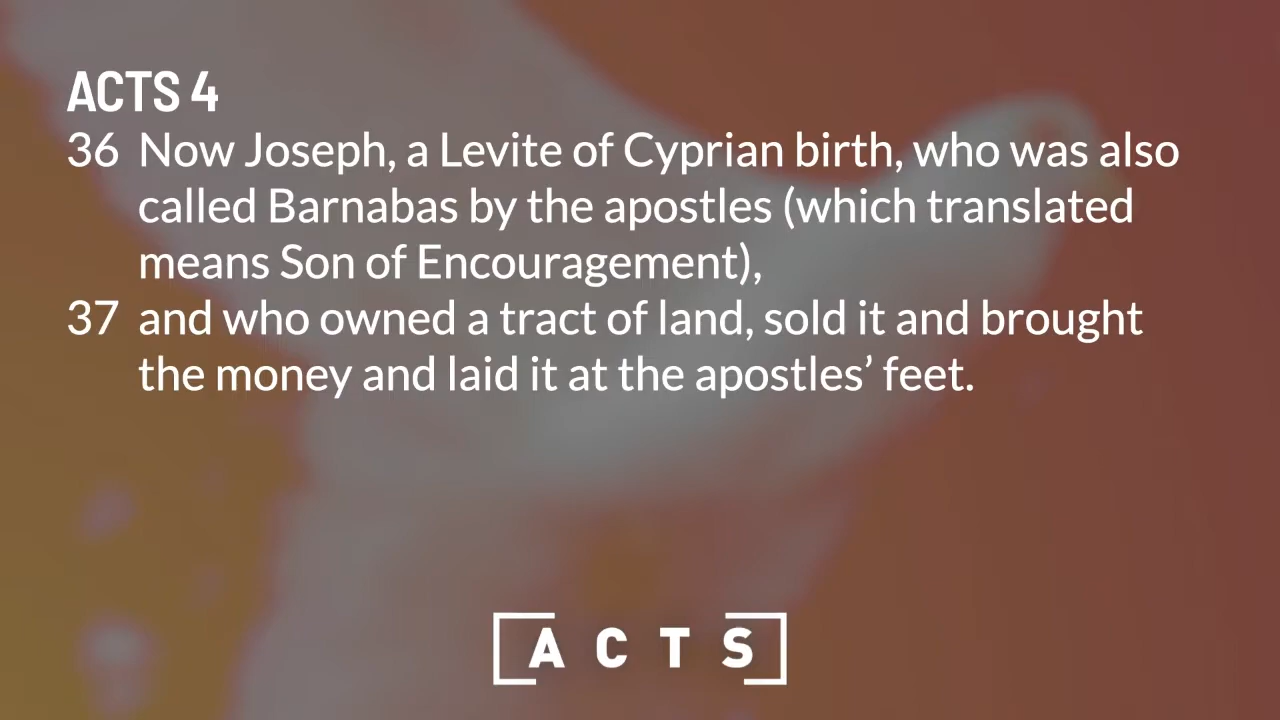 ACTS 4
36 Now Joseph, a Levite of Cyprian birth, who was also
called Barnabas by the apostles (which translated
means Son of Encouragement),
37 and who owned a tract of land, sold it and brought
the money and laid it at the apostles’ feet.
ACTS